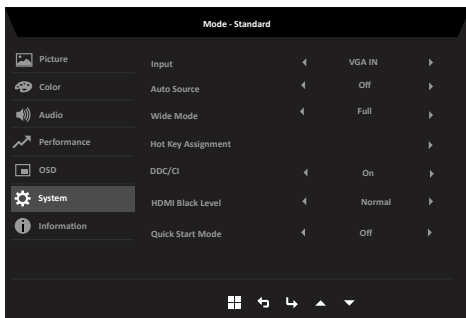 Mode - Standard
Picture
Color
Audio
Performance
OSD
System
Information
Input VGA IN
Auto Source Off
Wide Mode Full
Hot Key Assignment
DDC/CI On
HDMI Black Level Normal
Quick Start Mode Off